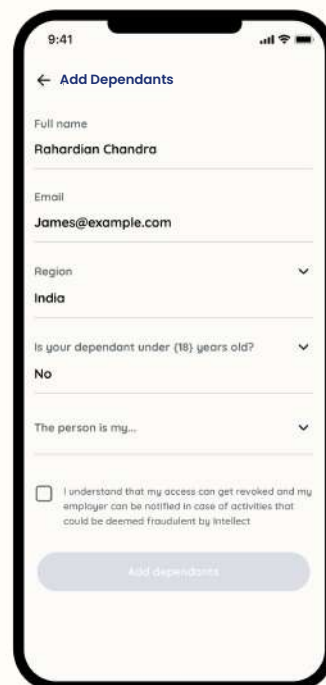 9:41
Add Dependants
Full name
Rahardian Chandra
Email
James@example.com
Region
India
Is your dependant under {18} years old?
No
The person is my...
I understand that my access can get revoked and my
employer can be notified in case of activities that
could be deemed fraudulent by Intellect
Add dependants